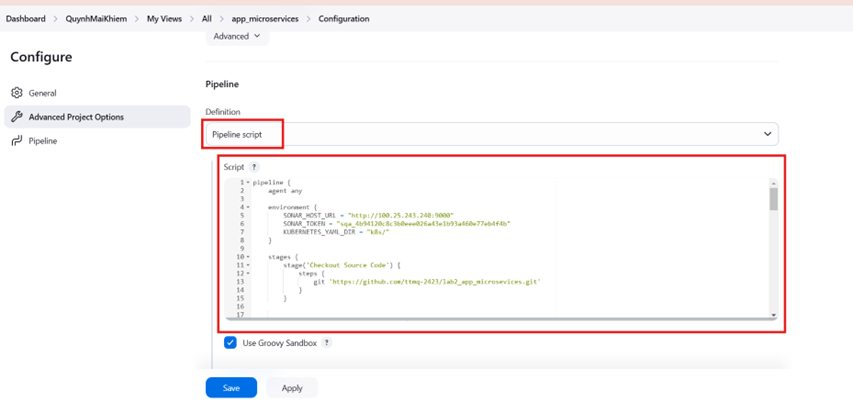 Dashboard > QuynhMaiKhiem > My Views > All > app_microservices > Configuration
Configure
General
Advanced Project Options
Pipeline
Advanced
Pipeline
Definition
Pipeline script
Script ?
1 pipeline {
2 agent any
3
4 environment {
5 SONAR_HOST_URL = "http://100.25.243.240:9000"
6 SONAR_TOKEN =
7 KUBERNETES_YAML_DIR = "k8s/"
8 }
9
10 stages {
11 stage('Checkout Source Code') {
12 steps {
13 git 'https://github.com/ttmq-2423/lab2_app_microsevices.git'
14 }
15 }
16
17
Use Groovy Sandbox ?
Save
Apply